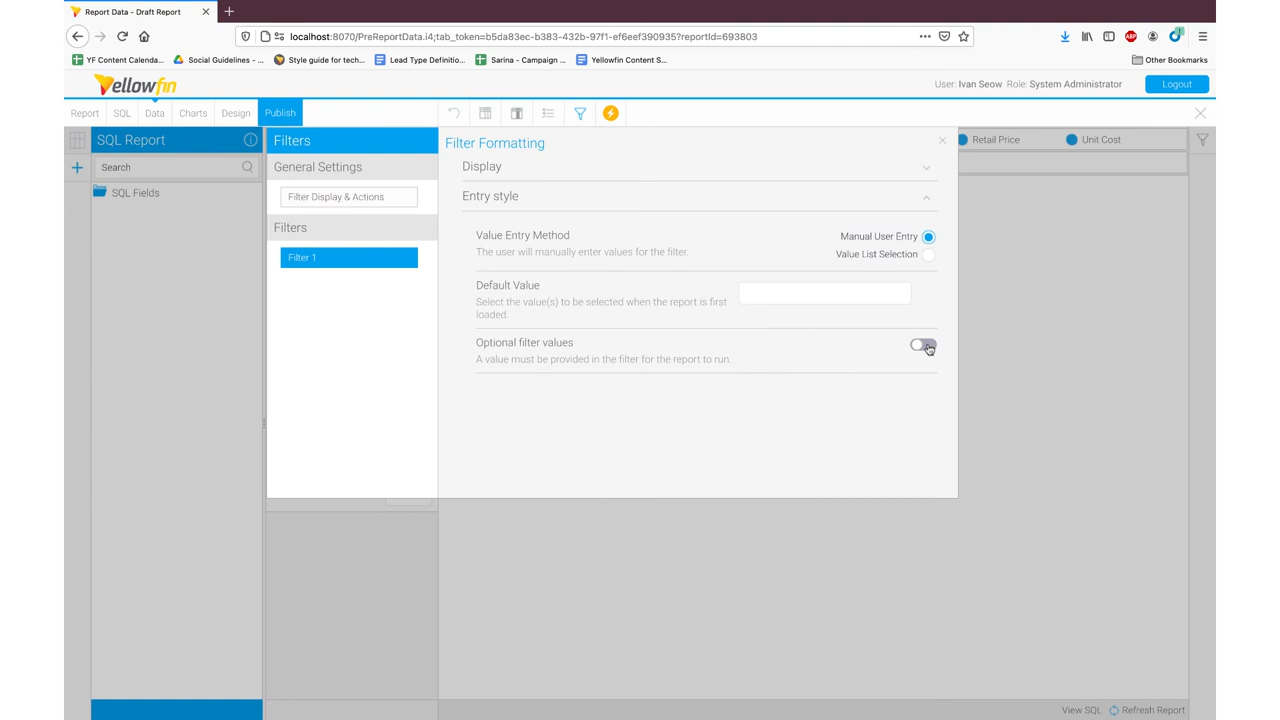 Report Data - Draft Report
localhost:8070/PreReportData.i4;tab_token=b5da83ec-b383-432b-97f1-ef6eef390935?reportId=693803
YF Content Calenda...
Social Guidelines - ...
Style guide for tech...
Lead Type Definitio...
Sarina - Campaign ...
Yellowfin Content S...
Other Bookmarks
Yellowfin
User: Ivan Seow Role: System Administrator
Logout
Report
SQL
Data
Charts
Design
Publish
SQL Report
Search
SQL Fields
Filters
General Settings
Filter Display & Actions
Filters
Filter 1
Filter Formatting
Display
Entry style
Value Entry Method
The user will manually enter values for the filter.
Manual User Entry
Value List Selection
Default Value
Select the value(s) to be selected when the report is first
loaded.
Optional filter values
A value must be provided in the filter for the report to run.
Retail Price
Unit Cost
View SQL
Refresh Report
ABP